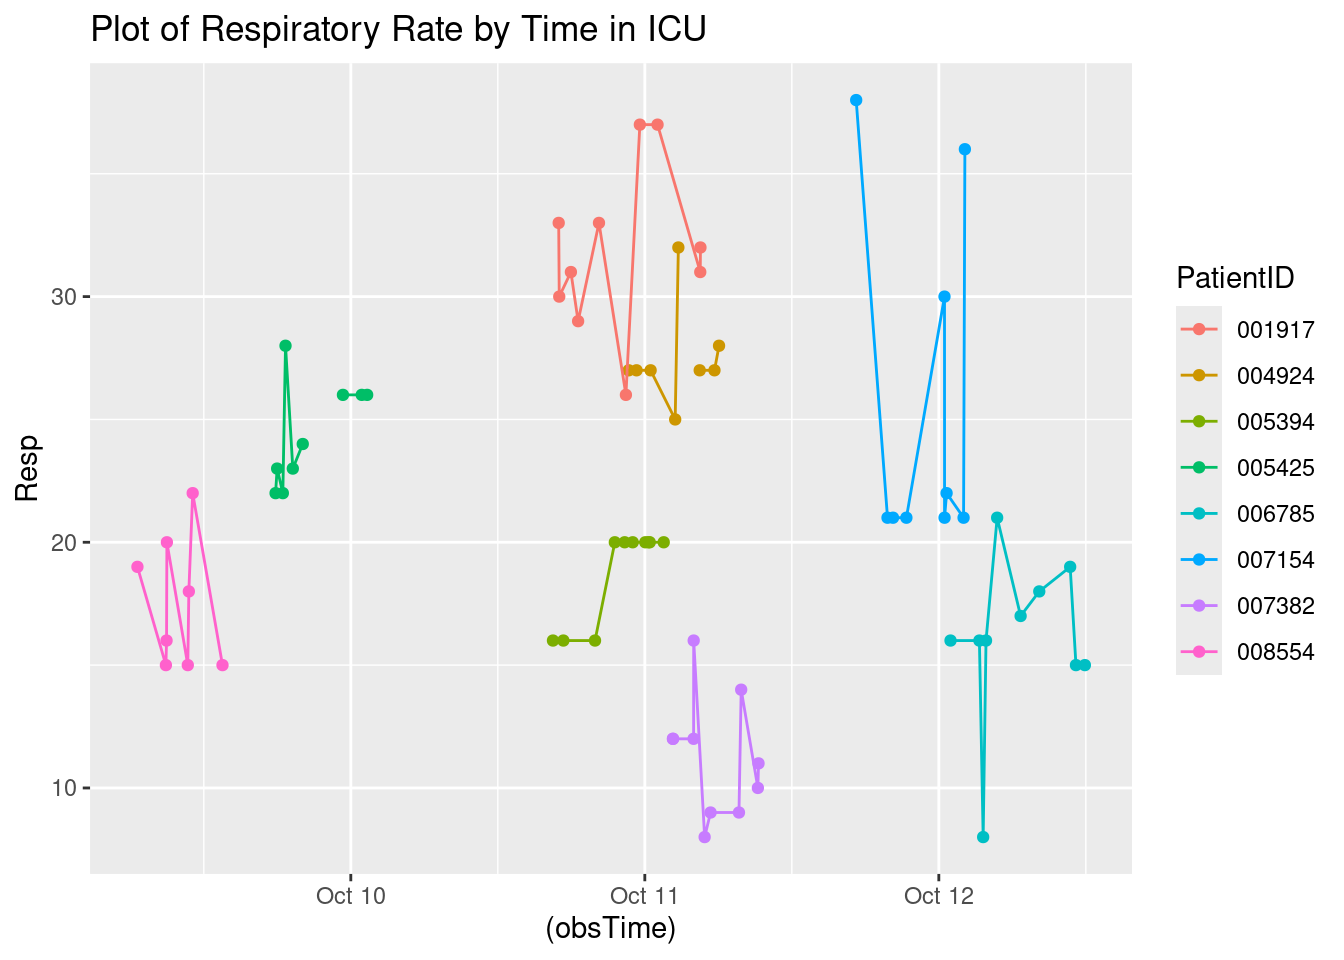 Plot of Respiratory Rate by Time in ICU
Resp
30
20
10
Oct 10
Oct 11
Oct 12
(obsTime)
PatientID
001917
004924
005394
005425
006785
007154
007382
008554